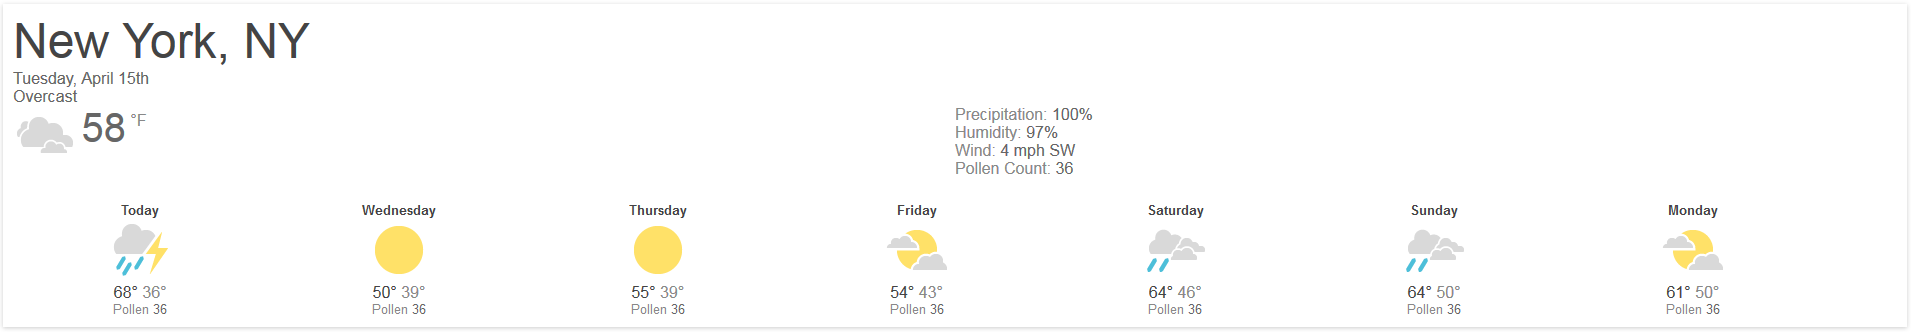 New York, NY
Tuesday, April 15th
Overcast
58 °F
Precipitation: 100%
Humidity: 97%
Wind: 4 mph SW
Pollen Count: 36
Today
68° 36°
Pollen 36
Wednesday
50° 39°
Pollen 36
Thursday
55° 39°
Pollen 36
Friday
54° 43°
Pollen 36
Saturday
64° 46°
Pollen 36
Sunday
64° 50°
Pollen 36
Monday
61° 50°
Pollen 36